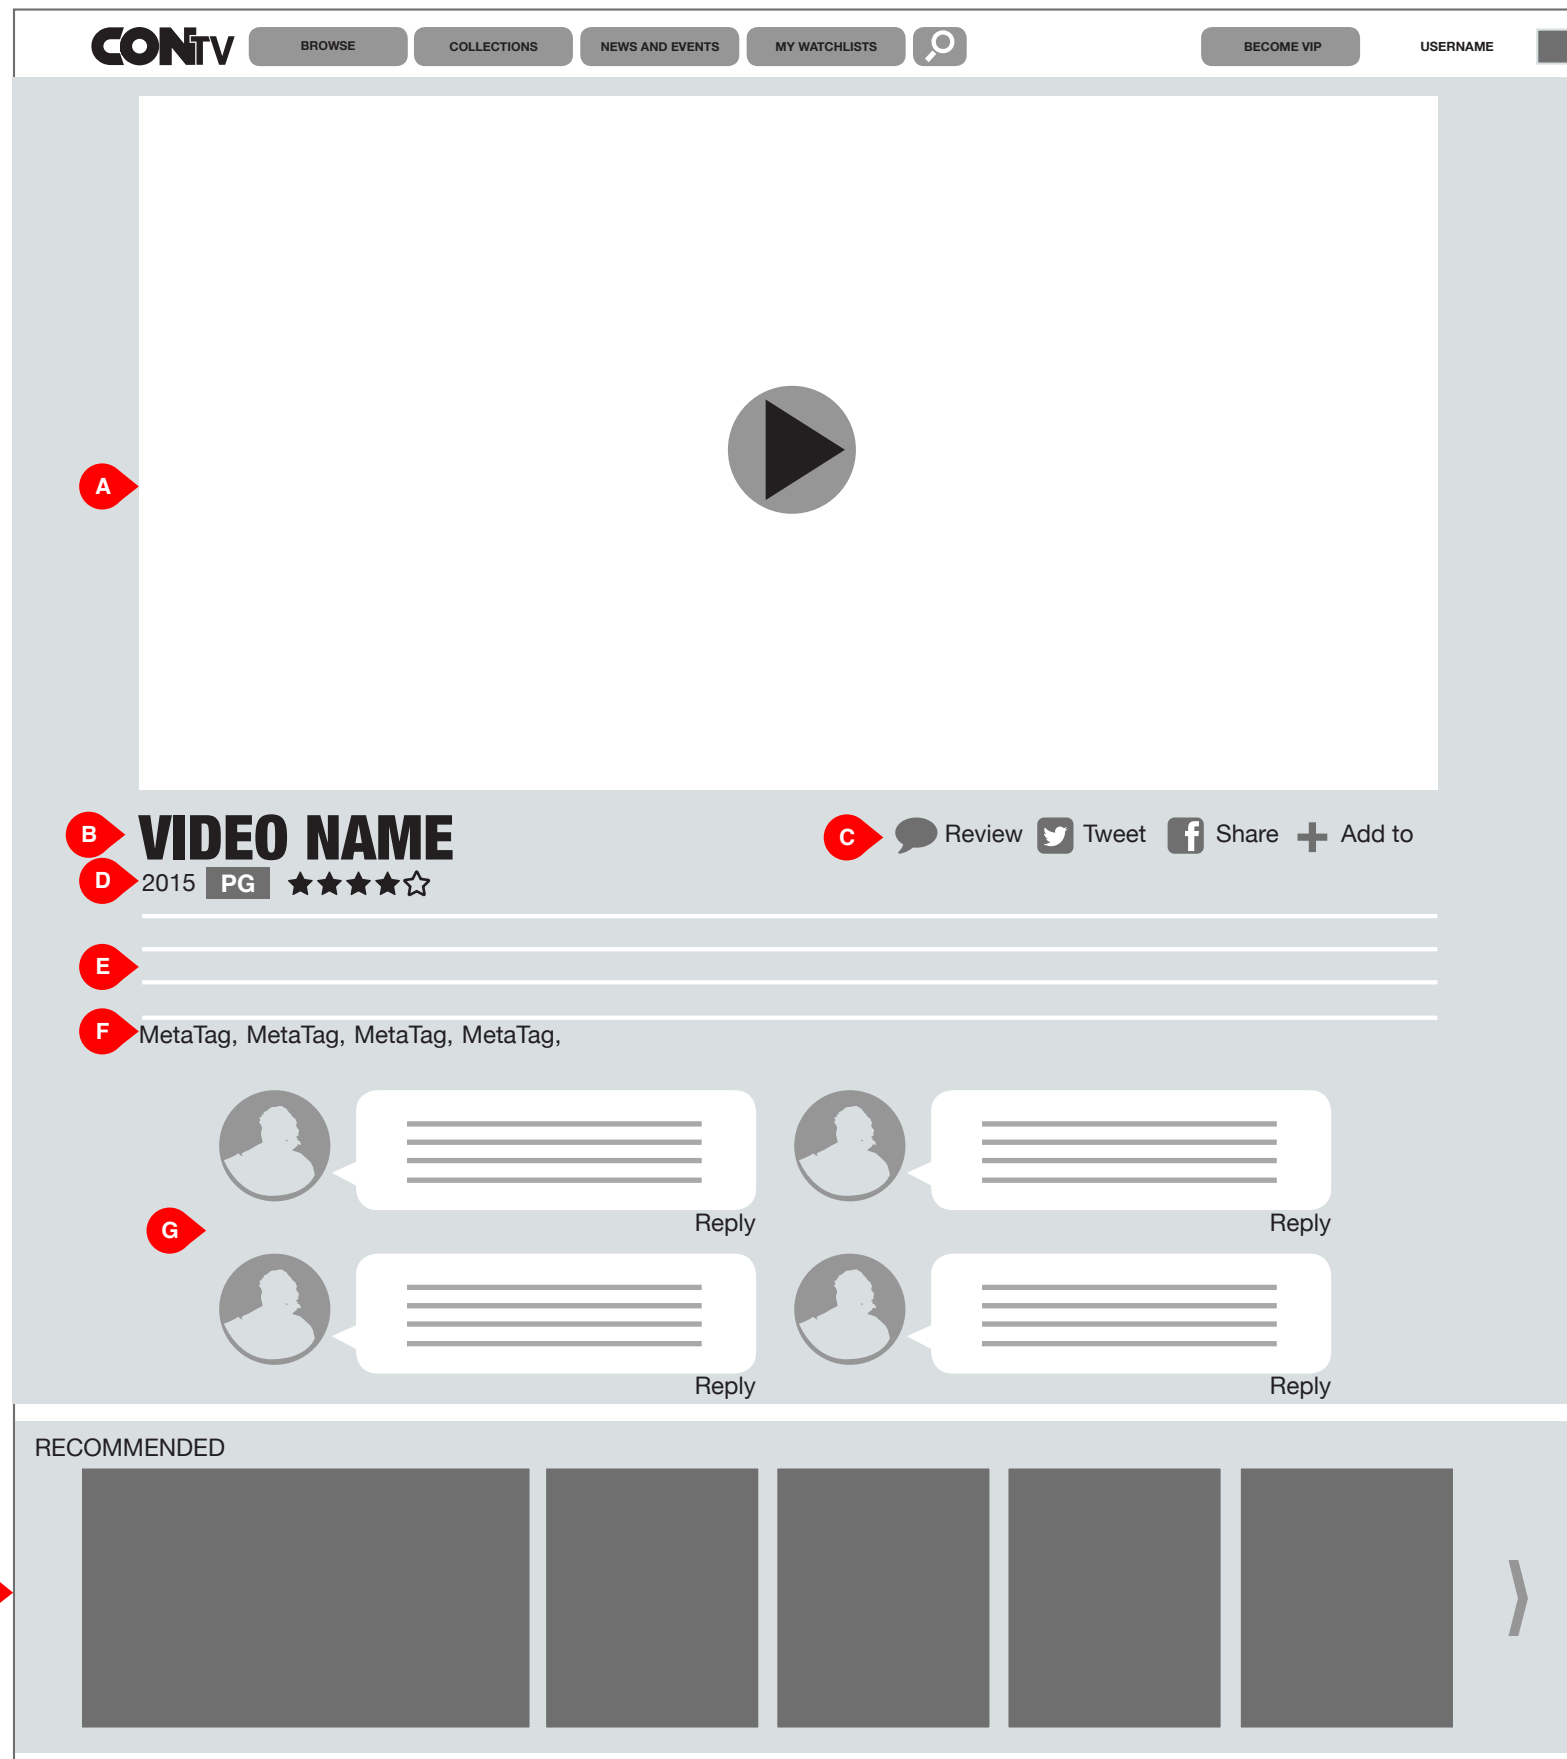 CONTV BROWSE COLLECTIONS NEWS AND EVENTS MY WATCHLISTS BECOME VIP USERNAME
A
B VIDEO NAME C Review Tweet Share Add to
D 2015 PG
E
F MetaTag, MetaTag, MetaTag, MetaTag,
G
Reply Reply
Reply Reply
RECOMMENDED